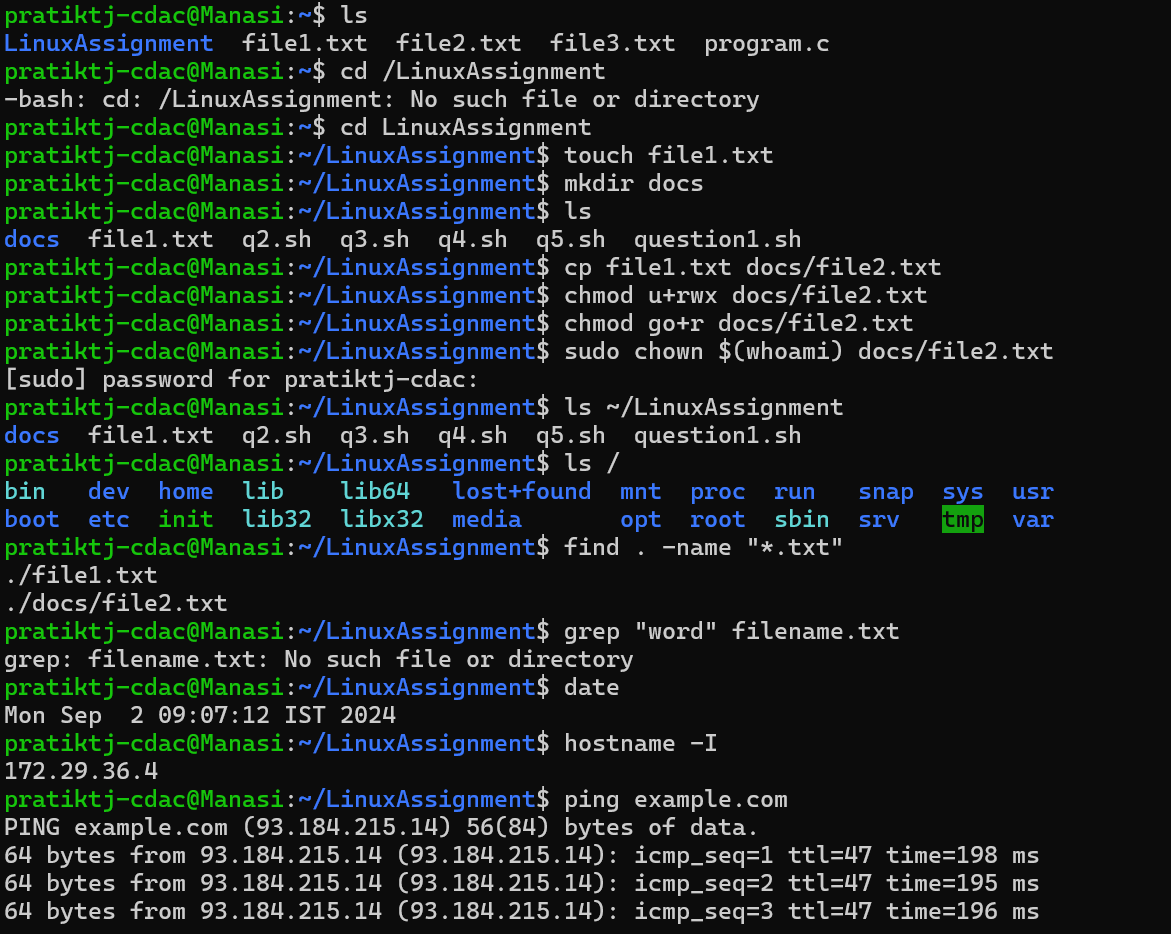 pratiktj-cdac@Manasi:~$ ls
LinuxAssignment  file1.txt  file2.txt  file3.txt  program.c
pratiktj-cdac@Manasi:~$ cd /LinuxAssignment
-bash: cd: /LinuxAssignment: No such file or directory
pratiktj-cdac@Manasi:~$ cd LinuxAssignment
pratiktj-cdac@Manasi:~/LinuxAssignment$ touch file1.txt
pratiktj-cdac@Manasi:~/LinuxAssignment$ mkdir docs
pratiktj-cdac@Manasi:~/LinuxAssignment$ ls
docs  file1.txt  q2.sh  q3.sh  q4.sh  q5.sh  question1.sh
pratiktj-cdac@Manasi:~/LinuxAssignment$ cp file1.txt docs/file2.txt
pratiktj-cdac@Manasi:~/LinuxAssignment$ chmod u+rwx docs/file2.txt
pratiktj-cdac@Manasi:~/LinuxAssignment$ chmod go+r docs/file2.txt
pratiktj-cdac@Manasi:~/LinuxAssignment$ sudo chown $(whoami) docs/file2.txt
[sudo] password for pratiktj-cdac:
pratiktj-cdac@Manasi:~/LinuxAssignment$ ls ~/LinuxAssignment
docs  file1.txt  q2.sh  q3.sh  q4.sh  q5.sh  question1.sh
pratiktj-cdac@Manasi:~/LinuxAssignment$ ls /
bin   dev  home  lib    lib64   lost+found  mnt  proc  run   snap  sys  usr
boot  etc  init  lib32  libx32  media       opt  root  sbin  srv   tmp  var
pratiktj-cdac@Manasi:~/LinuxAssignment$ find . -name "*.txt"
./file1.txt
./docs/file2.txt
pratiktj-cdac@Manasi:~/LinuxAssignment$ grep "word" filename.txt
grep: filename.txt: No such file or directory
pratiktj-cdac@Manasi:~/LinuxAssignment$ date
Mon Sep  2 09:07:12 IST 2024
pratiktj-cdac@Manasi:~/LinuxAssignment$ hostname -I
172.29.36.4
pratiktj-cdac@Manasi:~/LinuxAssignment$ ping example.com
PING example.com (93.184.215.14) 56(84) bytes of data.
64 bytes from 93.184.215.14 (93.184.215.14): icmp_seq=1 ttl=47 time=198 ms
64 bytes from 93.184.215.14 (93.184.215.14): icmp_seq=2 ttl=47 time=195 ms
64 bytes from 93.184.215.14 (93.184.215.14): icmp_seq=3 ttl=47 time=196 ms